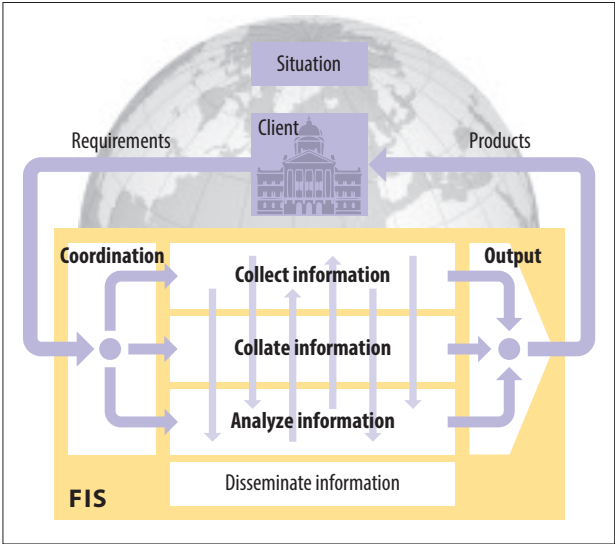 Situation
Client
Requirements
Products
Coordination
Collect information
Output
Collate information
Analyze information
Disseminate information
FIS